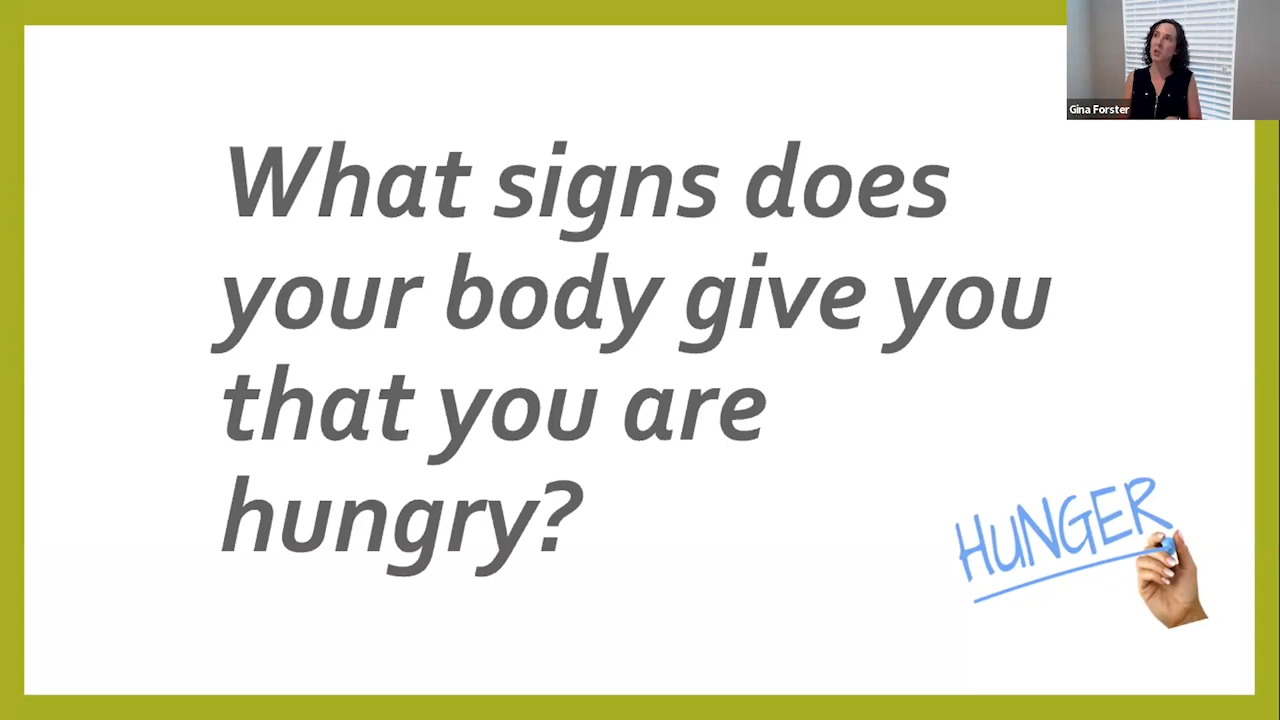 Gina Forster
What signs does
your body give you
that you are
hungry?
HUNGER